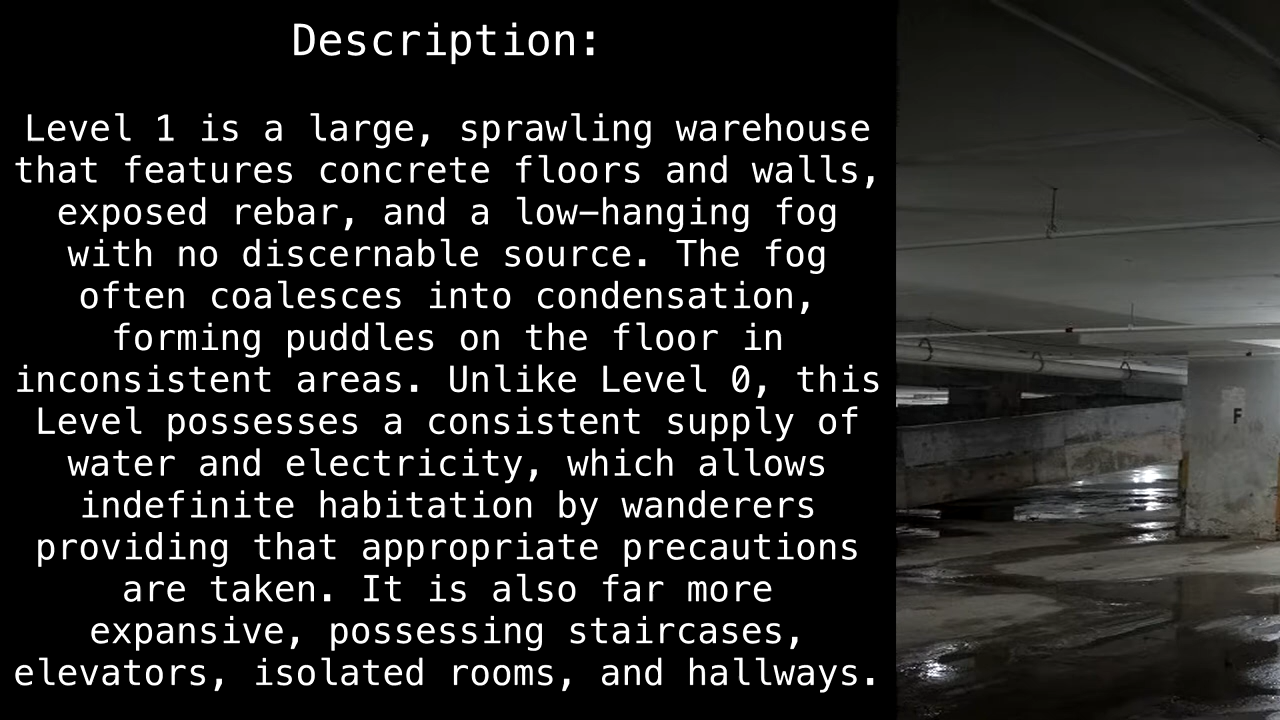 Description:
Level 1 is a large, sprawling warehouse
that features concrete floors and walls,
exposed rebar, and a low-hanging fog
with no discernable source. The fog
often coalesces into condensation,
forming puddles on the floor in
inconsistent areas. Unlike Level 0, this
Level possesses a consistent supply of
water and electricity, which allows
indefinite habitation by wanderers
providing that appropriate precautions
are taken. It is also far more
expansive, possessing staircases,
elevators, isolated rooms, and hallways.
F